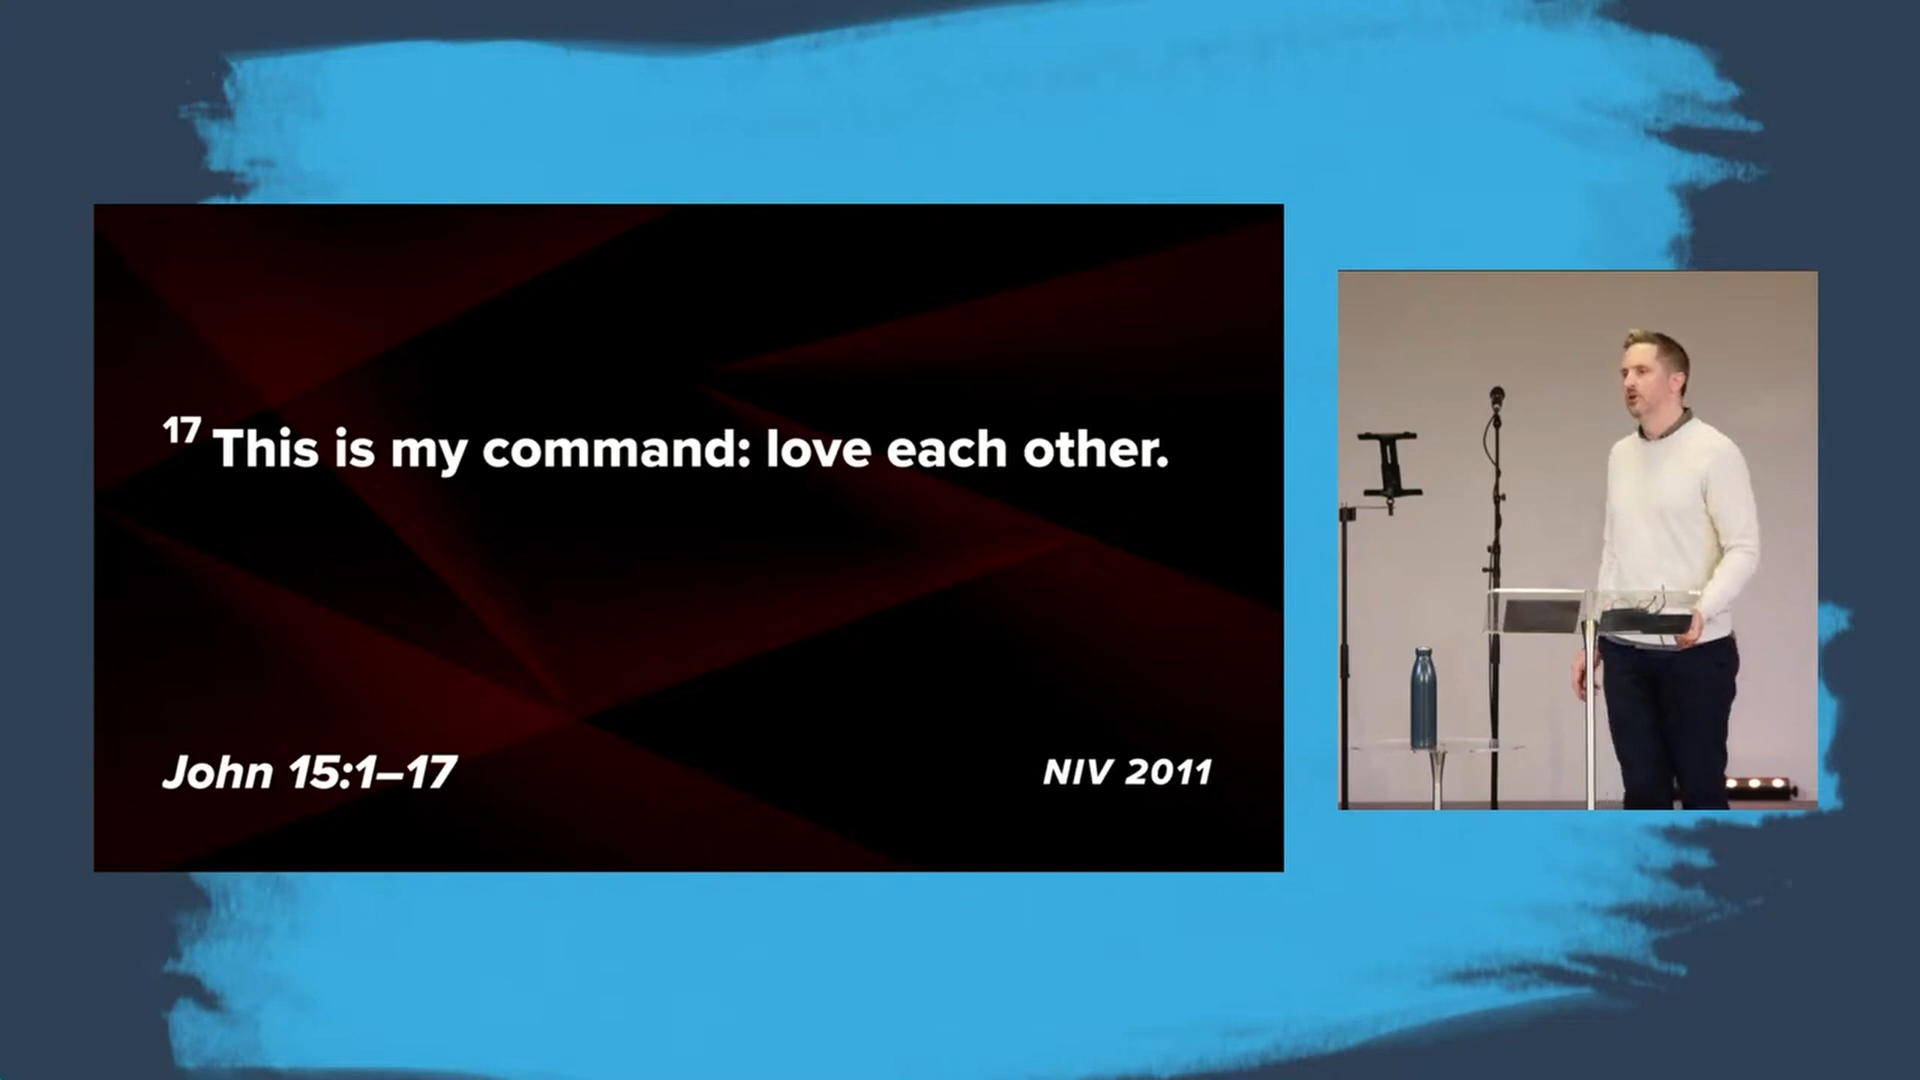 17 This is my command: love each other.
John 15:1–17
NIV 2011